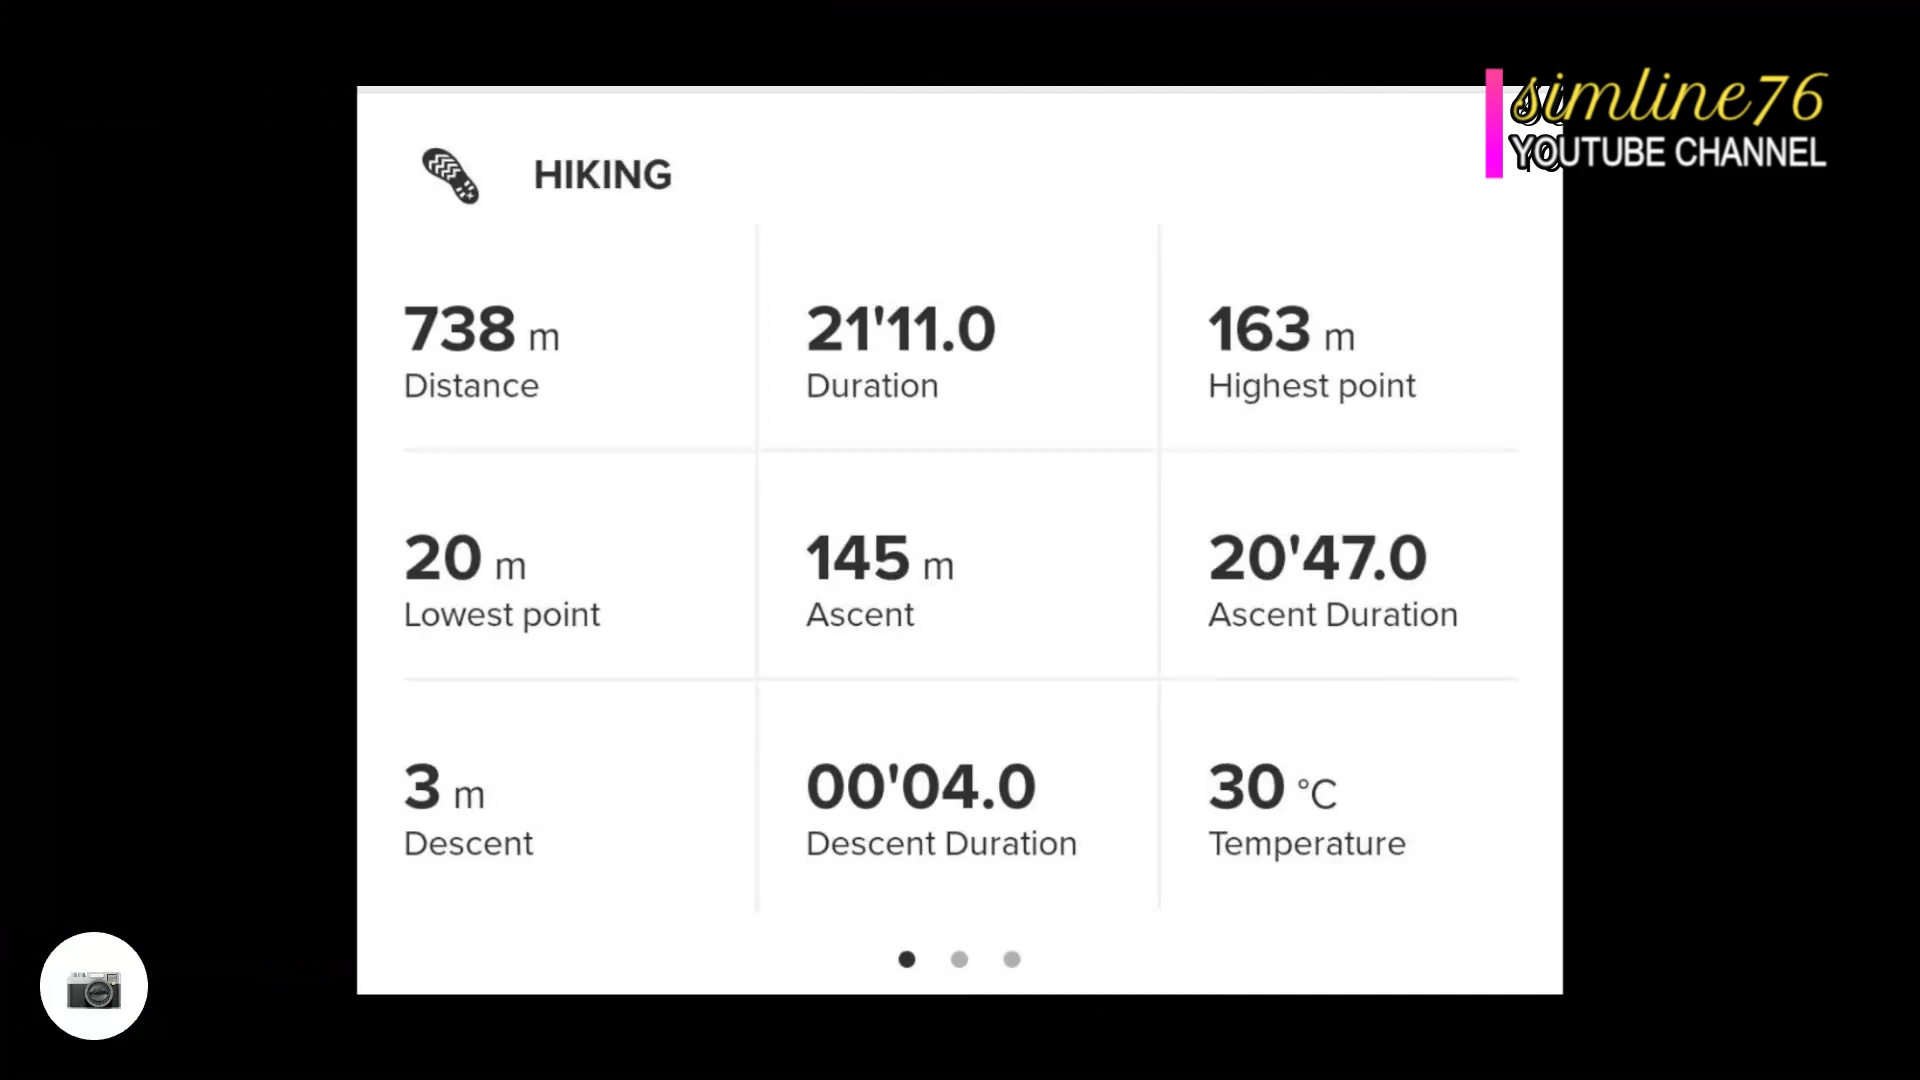 simline76
YOUTUBE CHANNEL
HIKING
738 m
Distance
21'11.0
Duration
163 m
Highest point
20 m
Lowest point
145 m
Ascent
20'47.0
Ascent Duration
3 m
Descent
00'04.0
Descent Duration
30 °C
Temperature